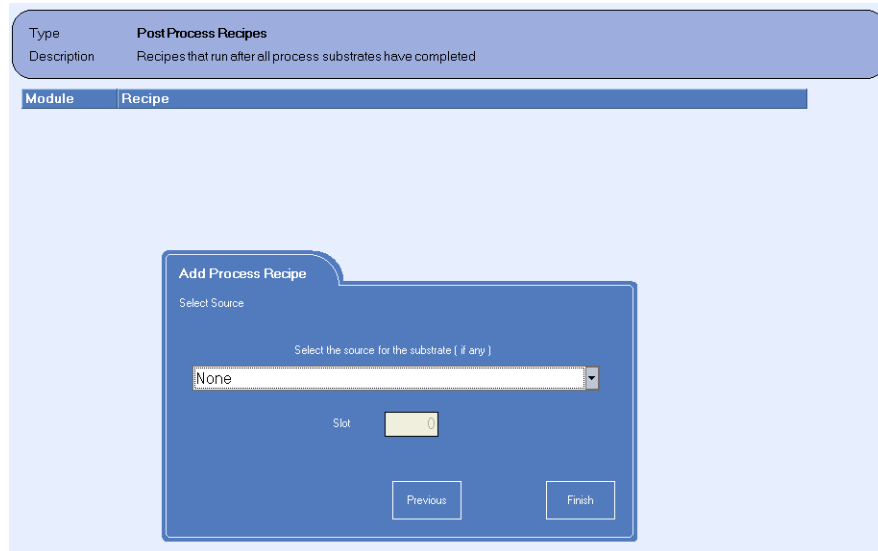 Type Post Process Recipes
Description Recipes that run after all process substrates have completed
Module Recipe
Add Process Recipe
Select Source
Select the source for the substrate ( if any )
None
Slot 0
Previous Finish